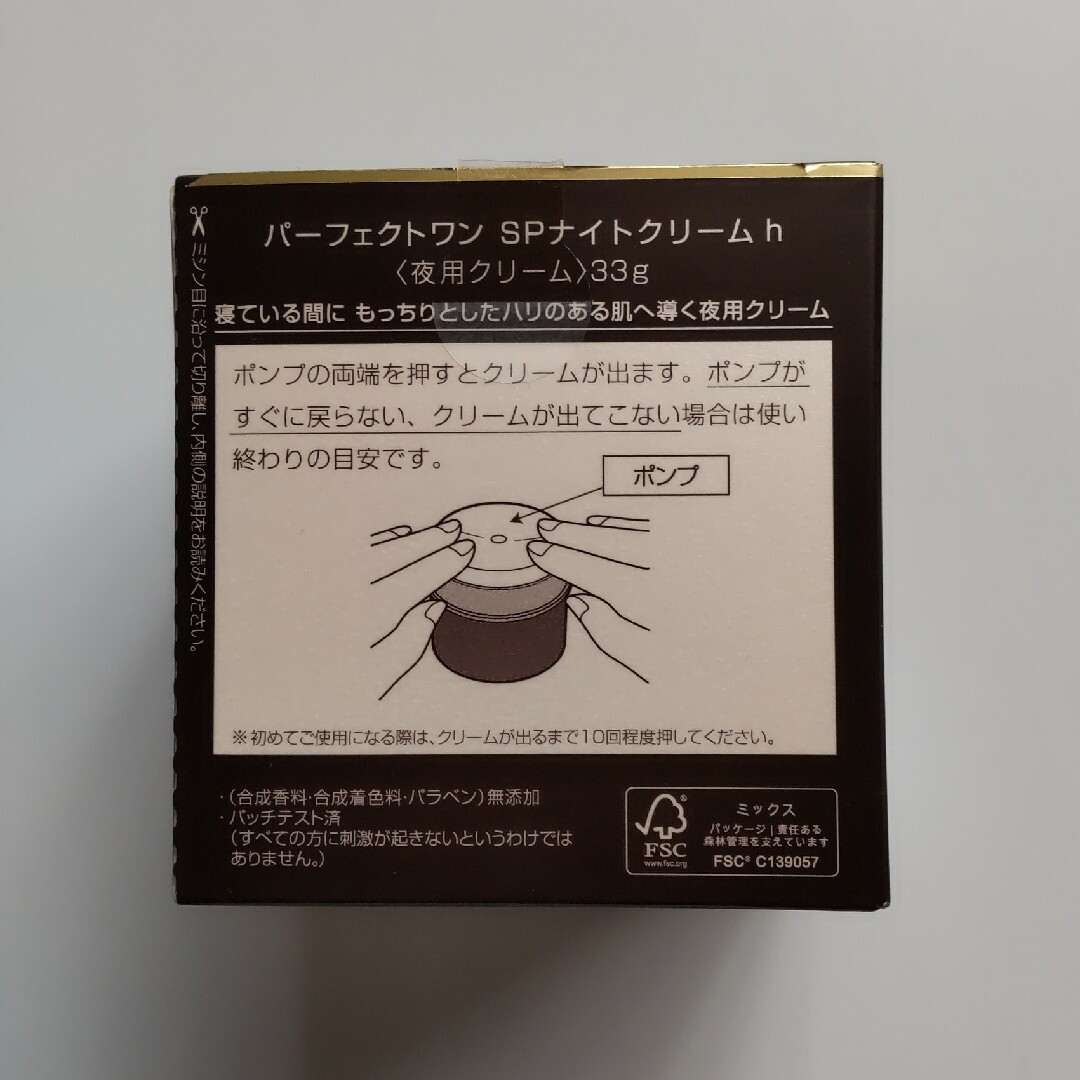 パーフェクトワン SPナイトクリーム h
〈夜用クリーム〉33g
寝ている間に もっちりとしたハリのある肌へ導く夜用クリーム
ミシン目に沿って切り離し、内側の説明をお読みください。
ポンプの両端を押すとクリームが出ます。ポンプが
すぐに戻らない、クリームが出てこない場合は使い
終わりの目安です。
ポンプ
※初めてご使用になる際は、クリームが出るまで10回程度押してください。
・(合成香料・合成着色料・パラベン)無添加
・パッチテスト済
(すべての方に刺激が起きないというわけでは
ありません。)
FSC®
www.fsc.org
ミックス
パッケージ|責任ある
森林管理を支えています
FSC® C139057